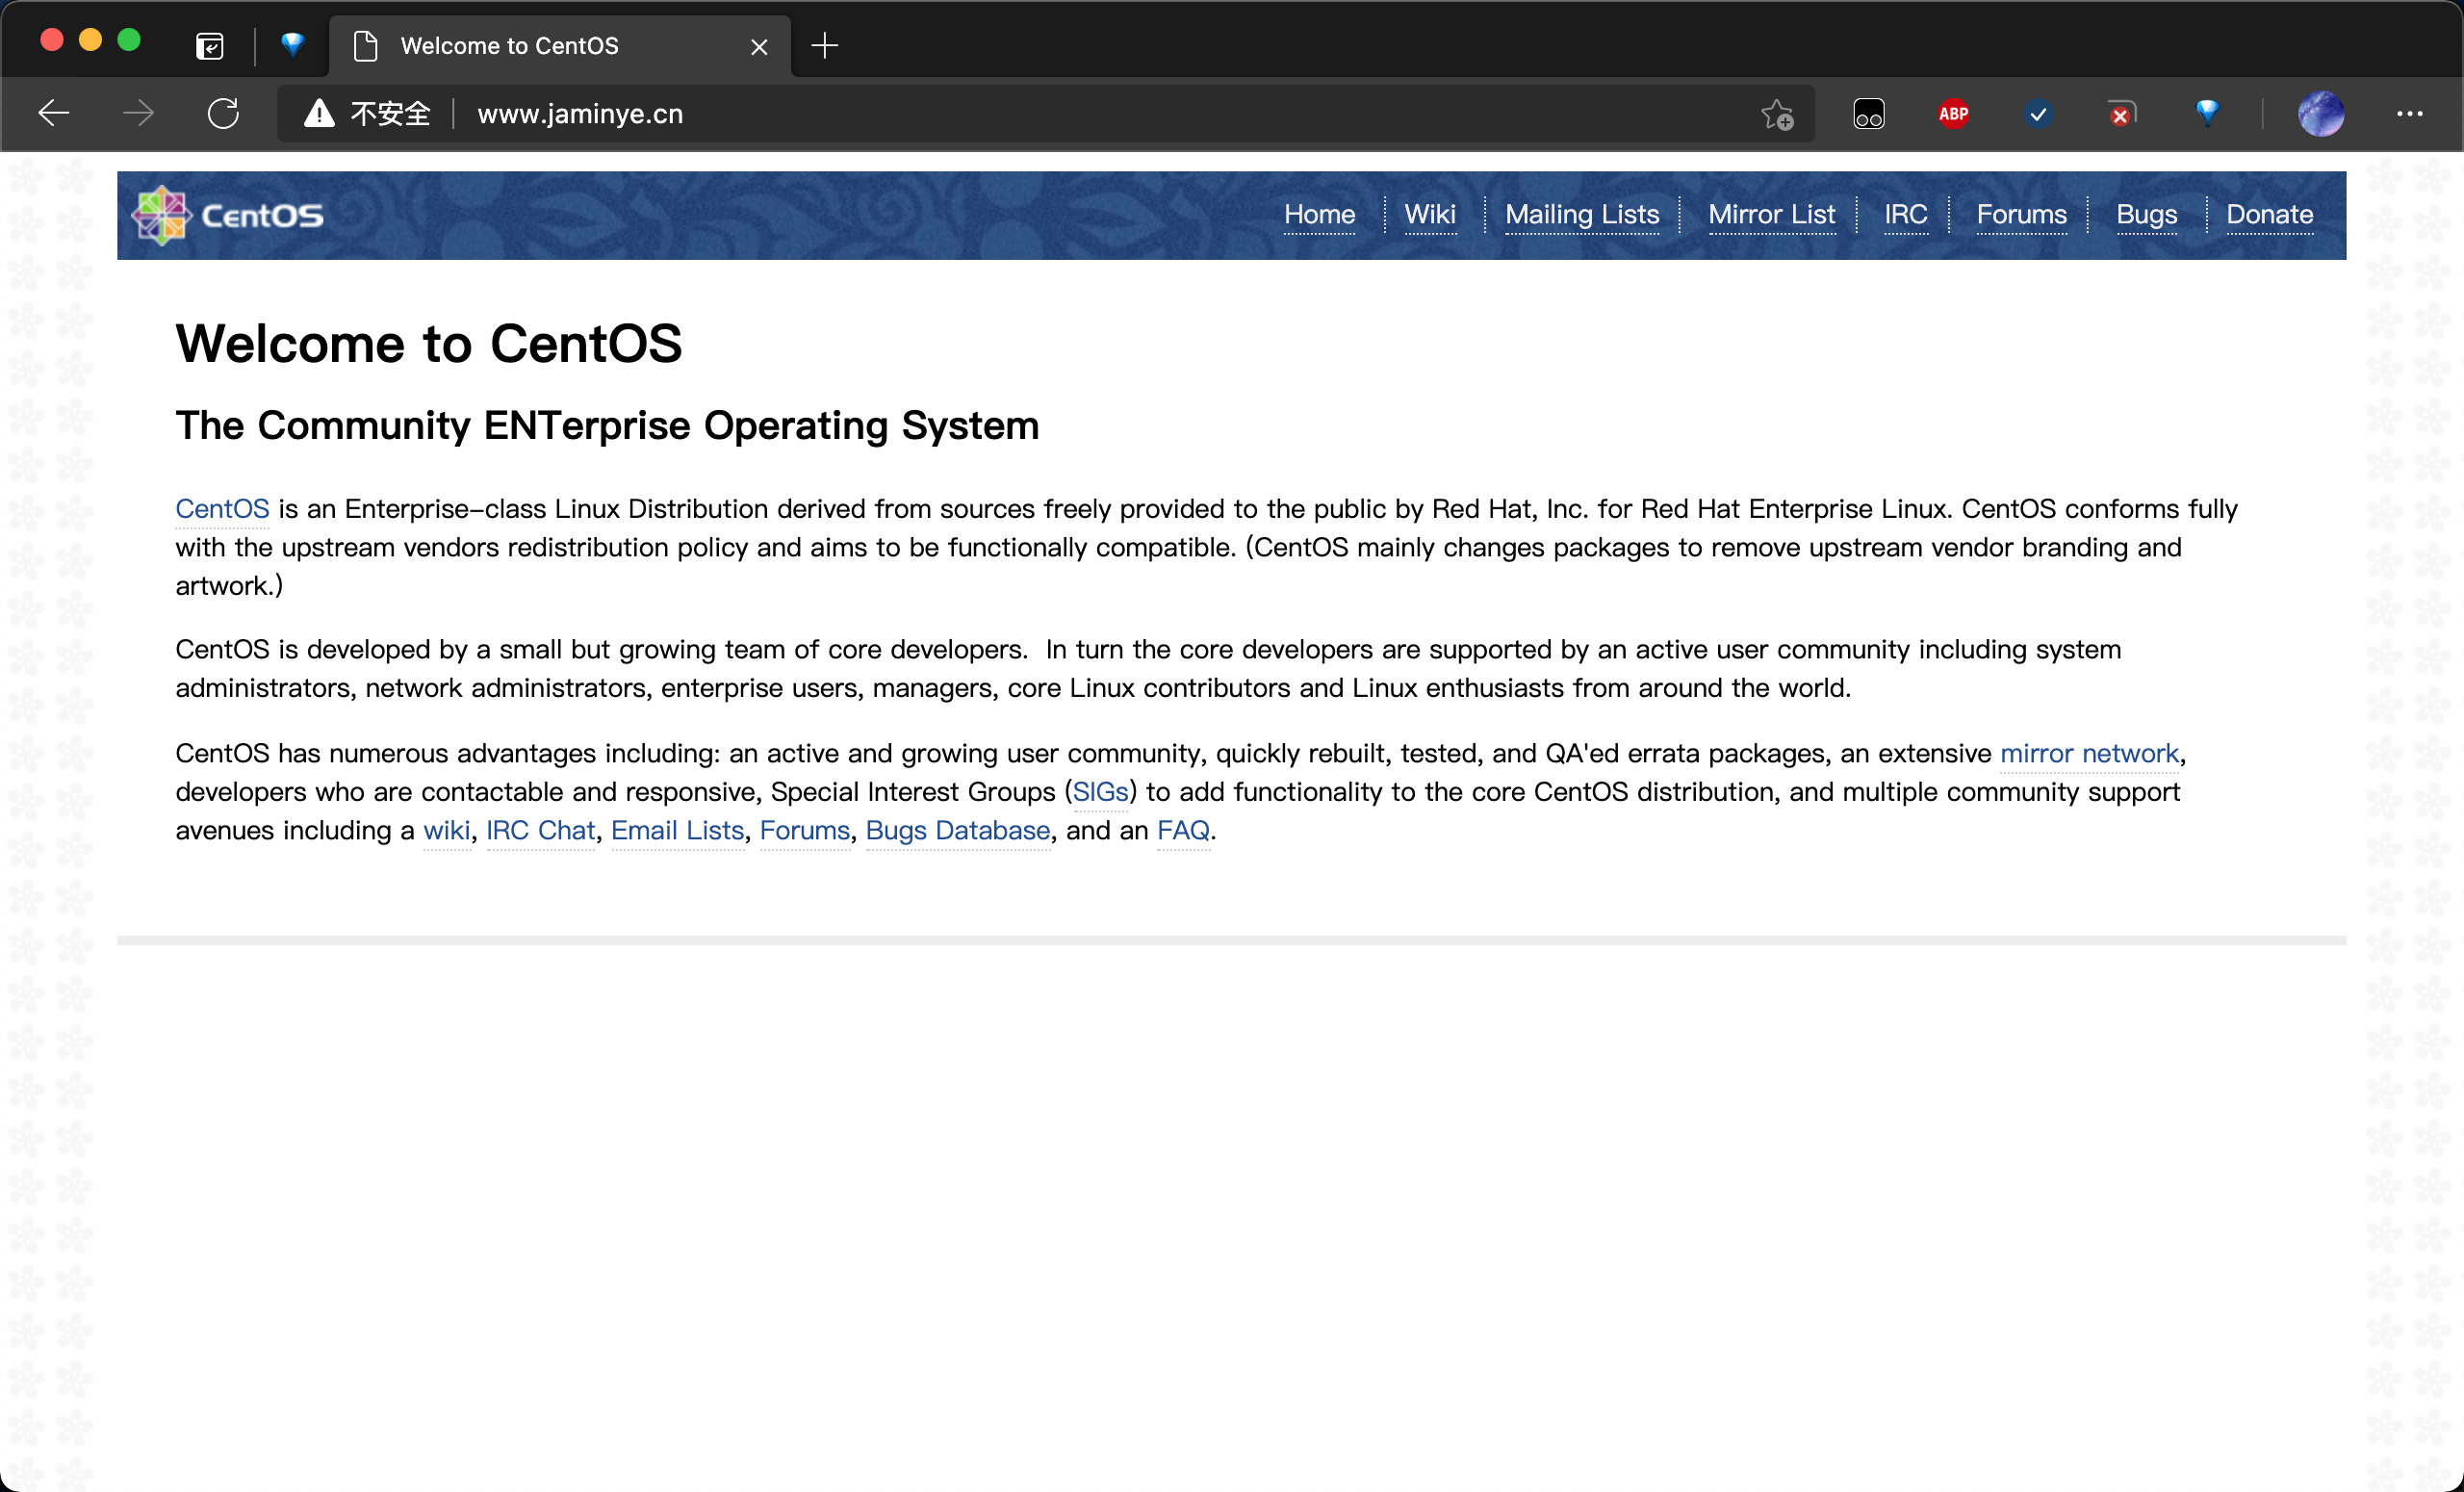 Welcome to CentOS
不安全 www.jaminye.cn
ABP
CentOS Home Wiki Mailing Lists Mirror List IRC Forums Bugs Donate
Welcome to CentOS
The Community ENTerprise Operating System
CentOS is an Enterprise-class Linux Distribution derived from sources freely provided to the public by Red Hat, Inc. for Red Hat Enterprise Linux. CentOS conforms fully
with the upstream vendors redistribution policy and aims to be functionally compatible. (CentOS mainly changes packages to remove upstream vendor branding and
artwork.)
CentOS is developed by a small but growing team of core developers.  In turn the core developers are supported by an active user community including system
administrators, network administrators, enterprise users, managers, core Linux contributors and Linux enthusiasts from around the world.
CentOS has numerous advantages including: an active and growing user community, quickly rebuilt, tested, and QA'ed errata packages, an extensive mirror network,
developers who are contactable and responsive, Special Interest Groups (SIGs) to add functionality to the core CentOS distribution, and multiple community support
avenues including a wiki, IRC Chat, Email Lists, Forums, Bugs Database, and an FAQ.